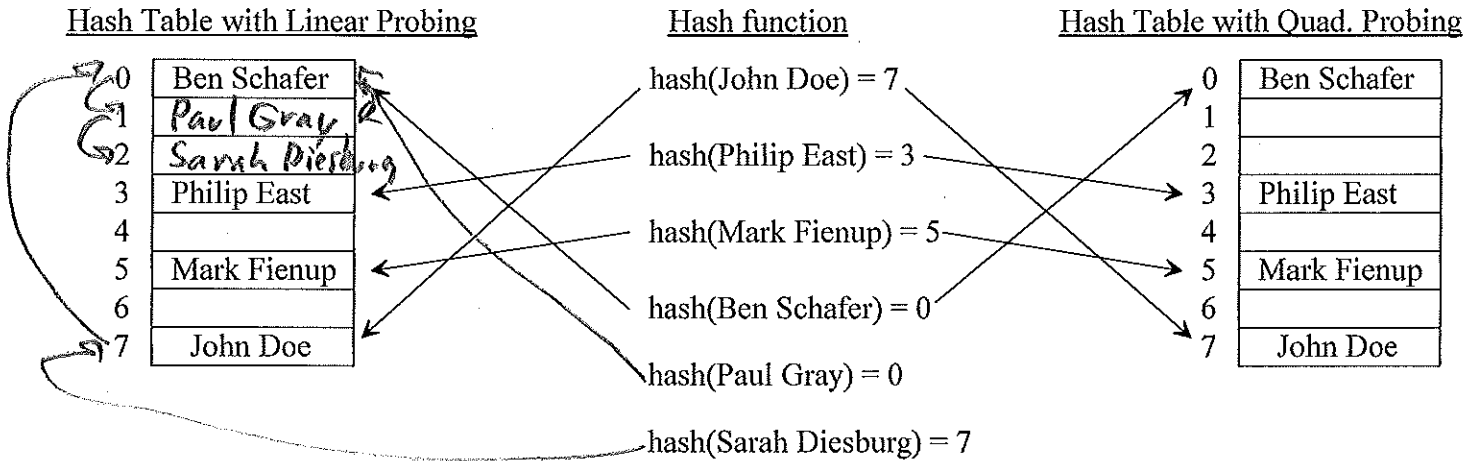 Hash Table with Linear Probing
0 Ben Schafer
1 Paul Gray
2 Sarah Diesburg
3 Philip East
4
5 Mark Fienup
6
7 John Doe
Hash function
hash(John Doe) = 7
hash(Philip East) = 3
hash(Mark Fienup) = 5
hash(Ben Schafer) = 0
hash(Paul Gray) = 0
hash(Sarah Diesburg) = 7
Hash Table with Quad. Probing
0 Ben Schafer
1
2
3 Philip East
4
5 Mark Fienup
6
7 John Doe